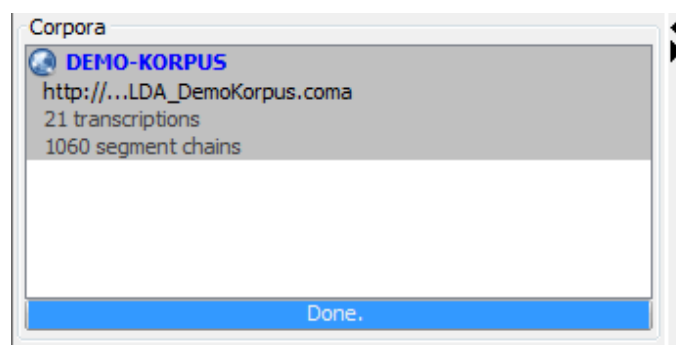 Corpora
DEMO-KORPUS
http://...LDA_DemoKorpus.coma
21 transcriptions
1060 segment chains
Done.